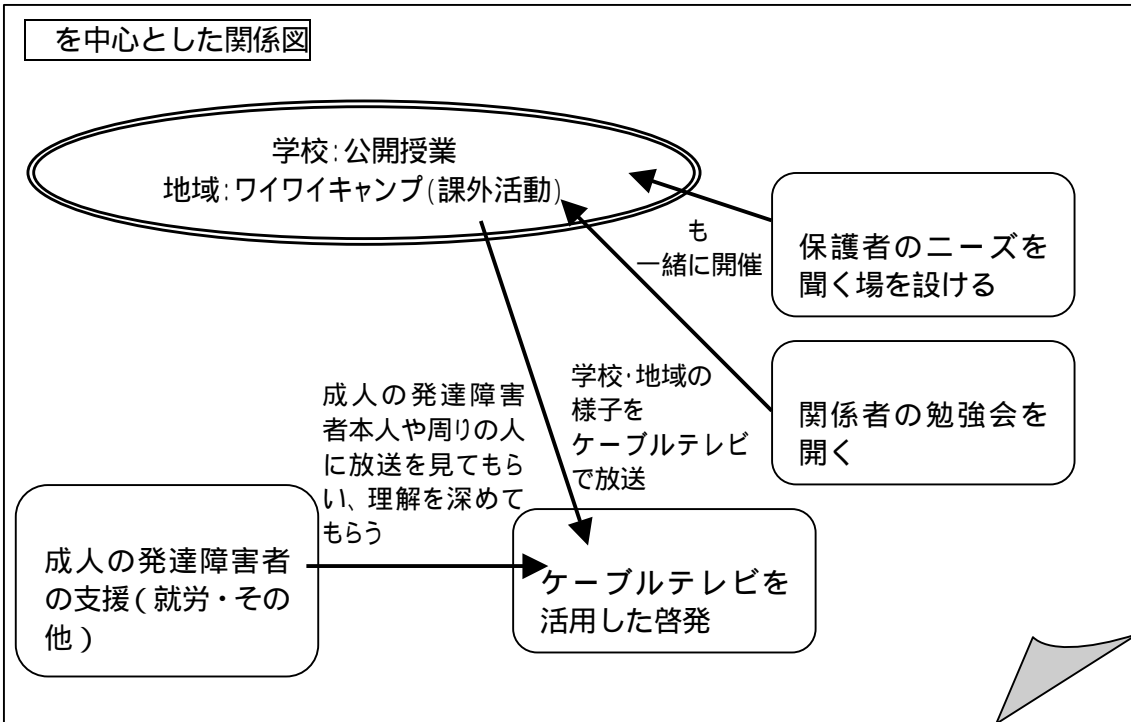 を中心とした関係図
学校:公開授業
地域:ワイワイキャンプ(課外活動)
も
一緒に開催
保護者のニーズを
聞く場を設ける
学校・地域の
様子を
ケーブルテレビ
で放送
関係者の勉強会を
開く
成人の発達障害
者本人や周りの人
に放送を見てもら
い、理解を深めて
もらう
成人の発達障害者
の支援(就労・その
他)
ケーブルテレビを
活用した啓発